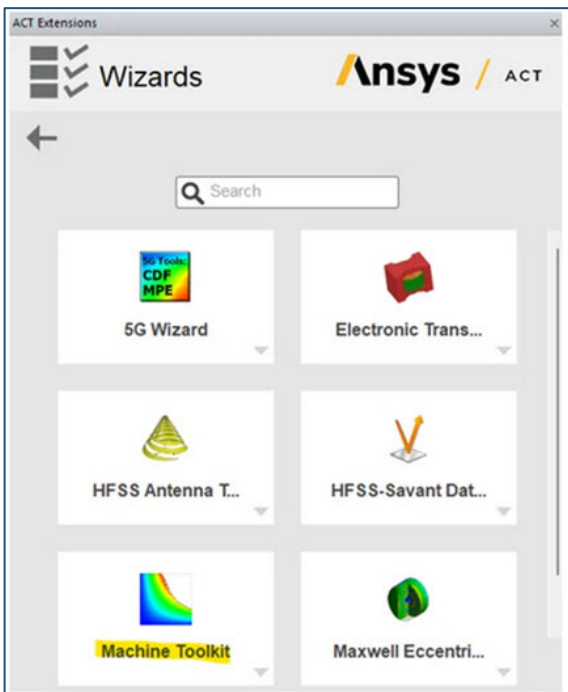 ACT Extensions
Wizards
Ansys / ACT
Search
5G Tools:
CDF
MPE
5G Wizard
Electronic Trans...
HFSS Antenna T...
HFSS-Savant Dat...
Machine Toolkit
Maxwell Eccentri...